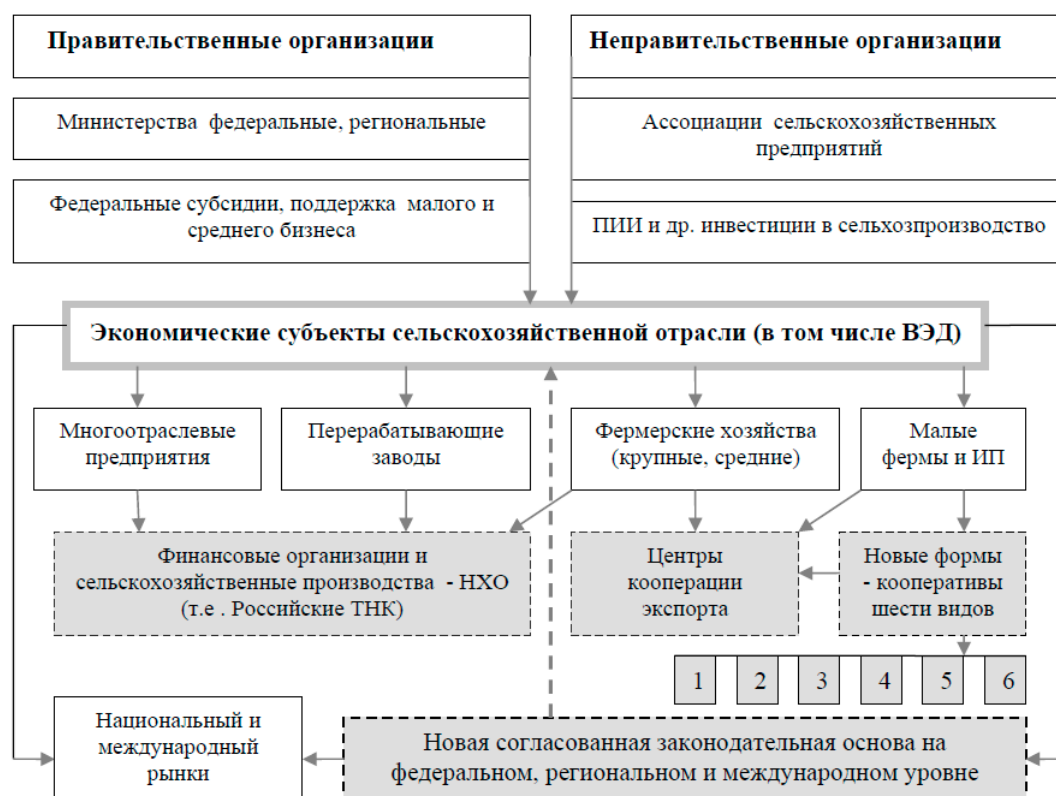 Правительственные организации
Неправительственные организации
Министерства федеральные, региональные
Ассоциации сельскохозяйственных
предприятий
Федеральные субсидии, поддержка малого и
среднего бизнеса
ПИИ и др. инвестиции в сельхозпроизводство
Экономические субъекты сельскохозяйственной отрасли (в том числе ВЭД)
Многоотраслевые
предприятия
Перерабатывающие
заводы
Фермерские хозяйства
(крупные, средние)
Малые
фермы и ИП
Финансовые организации и
сельскохозяйственные производства - НХО
(т.е . Российские ТНК)
Центры
кооперации
экспорта
Новые формы
- кооперативы
шести видов
1 2 3 4 5 6
Национальный и
международный
рынки
Новая согласованная законодательная основа на
федеральном, региональном и международном уровне